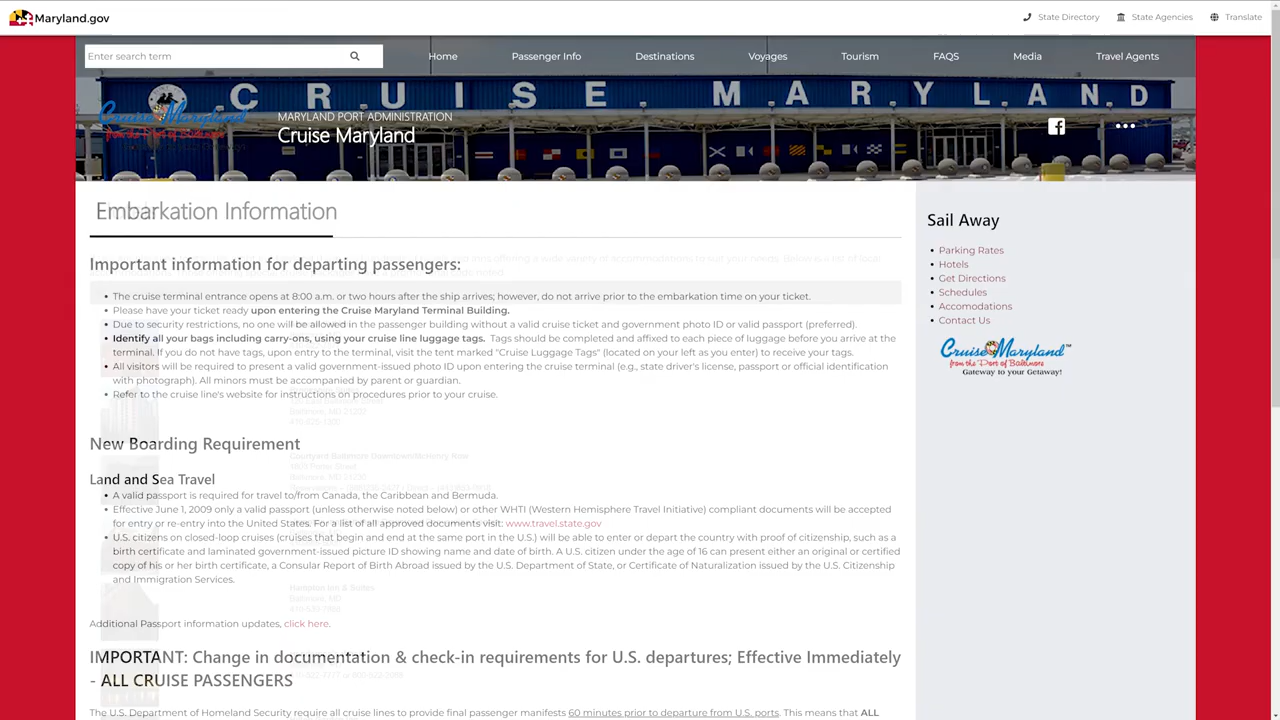 Maryland.gov
State Directory
State Agencies
Translate
Enter search term
Home
Passenger Info
Destinations
Voyages
Tourism
FAQS
Media
Travel Agents
CRUISE MARYLAND
Cruise Maryland
from the Port of Baltimore
MARYLAND PORT ADMINISTRATION
Cruise Maryland
Embarkation Information
Important information for departing passengers:
The cruise terminal entrance opens at 8:00 a.m. or two hours after the ship arrives; however, do not arrive prior to the embarkation time on your ticket.
Please have your ticket ready upon entering the Cruise Maryland Terminal Building.
Due to security restrictions, no one will be allowed in the passenger building without a valid cruise ticket and government photo ID or valid passport (preferred).
Identify all your bags including carry-ons, using your cruise line luggage tags. Tags should be completed and affixed to each piece of luggage before you arrive at the
terminal. If you do not have tags, upon entry to the terminal, visit the tent marked "Cruise Luggage Tags" (located on your left as you enter) to receive your tags.
All visitors will be required to present a valid government-issued photo ID upon entering the cruise terminal (e.g., state driver's license, passport or official identification
with photograph). All minors must be accompanied by parent or guardian.
Refer to the cruise line's website for instructions on procedures prior to your cruise.
New Boarding Requirement
Land and Sea Travel
A valid passport is required for travel to/from Canada, the Caribbean and Bermuda.
Effective June 1, 2009 only a valid passport (unless otherwise noted below) or other WHTI (Western Hemisphere Travel Initiative) compliant documents will be accepted
for entry or re-entry into the United States. For a list of all approved documents visit: www.travel.state.gov
U.S. citizens on closed-loop cruises (cruises that begin and end at the same port in the U.S.) will be able to enter or depart the country with proof of citizenship, such as a
birth certificate and laminated government-issued picture ID showing name and date of birth. A U.S. citizen under the age of 16 can present either an original or certified
copy of his or her birth certificate, a Consular Report of Birth Abroad issued by the U.S. Department of State, or Certificate of Naturalization issued by the U.S. Citizenship
and Immigration Services.
Additional Passport information updates, click here.
IMPORTANT: Change in documentation & check-in requirements for U.S. departures; Effective Immediately
- ALL CRUISE PASSENGERS
The U.S. Department of Homeland Security require all cruise lines to provide final passenger manifests 60 minutes prior to departure from U.S. ports. This means that ALL
Sail Away
Parking Rates
Hotels
Get Directions
Schedules
Accomodations
Contact Us
Cruise Maryland™
from the Port of Baltimore
Gateway to your Getaway!